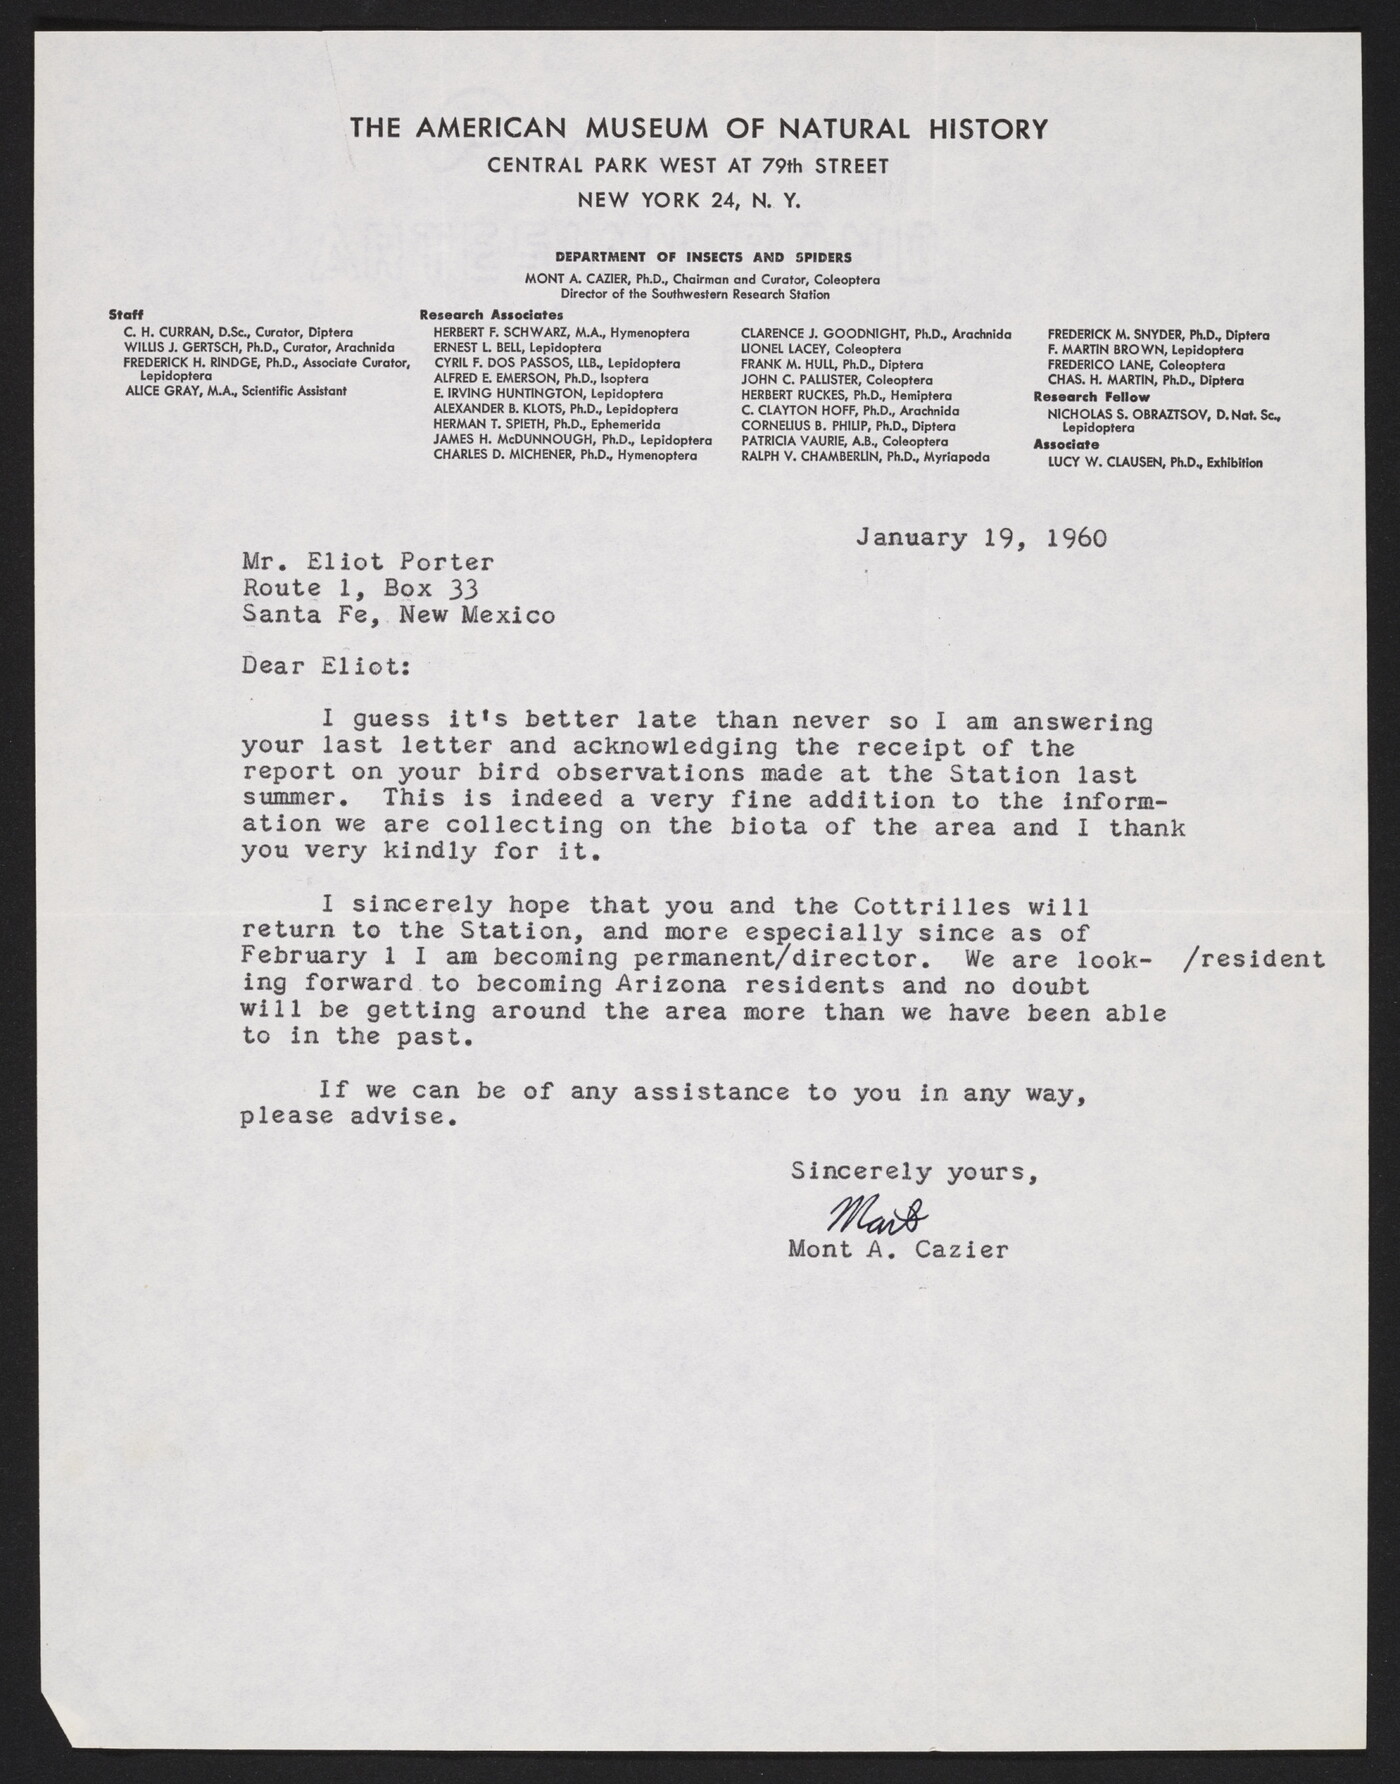 THE AMERICAN MUSEUM OF NATURAL HISTORY
CENTRAL PARK WEST AT 79th STREET
NEW YORK 24, N. Y.
DEPARTMENT OF INSECTS AND SPIDERS
MONT A. CAZIER, Ph.D., Chairman and Curator, Coleoptera
Director of the Southwestern Research Station
Staff
C. H. CURRAN, D.Sc., Curator, Diptera
WILLIS J. GERTSCH, Ph.D., Curator, Arachnida
FREDERICK H. RINDGE, Ph.D., Associate Curator,
Lepidoptera
ALICE GRAY, M.A., Scientific Assistant
Research Associates
HERBERT F. SCHWARZ, M.A., Hymenoptera
ERNEST L. BELL, Lepidoptera
CYRIL F. DOS PASSOS, LLB., Lepidoptera
ALFRED E. EMERSON, Ph.D., Isoptera
E. IRVING HUNTINGTON, Lepidoptera
ALEXANDER B. KLOTS, Ph.D., Lepidoptera
HERMAN T. SPIETH, Ph.D., Ephemerida
JAMES H. McDUNNOUGH, Ph.D., Lepidoptera
CHARLES D. MICHENER, Ph.D., Hymenoptera
CLARENCE J. GOODNIGHT, Ph.D., Arachnida
LIONEL LACEY, Coleoptera
FRANK M. HULL, Ph.D., Diptera
JOHN C. PALLISTER, Coleoptera
HERBERT RUCKES, Ph.D., Hemiptera
C. CLAYTON HOFF, Ph.D., Arachnida
CORNELIUS B. PHILIP, Ph.D., Diptera
PATRICIA VAURIE, A.B., Coleoptera
RALPH V. CHAMBERLIN, Ph.D., Myriapoda
FREDERICK M. SNYDER, Ph.D., Diptera
F. MARTIN BROWN, Lepidoptera
FREDERICO LANE, Coleoptera
CHAS. H. MARTIN, Ph.D., Diptera
Research Fellow
NICHOLAS S. OBRAZTSOV, D. Nat. Sc.,
Lepidoptera
Associate
LUCY W. CLAUSEN, Ph.D., Exhibition
January 19, 1960
Mr. Eliot Porter
Route 1, Box 33
Santa Fe, New Mexico
Dear Eliot:
I guess it's better late than never so I am answering
your last letter and acknowledging the receipt of the
report on your bird observations made at the Station last
summer. This is indeed a very fine addition to the inform-
ation we are collecting on the biota of the area and I thank
you very kindly for it.
I sincerely hope that you and the Cottrilles will
return to the Station, and more especially since as of
February 1 I am becoming permanent/director. We are look- /resident
ing forward to becoming Arizona residents and no doubt
will be getting around the area more than we have been able
to in the past.
If we can be of any assistance to you in any way,
please advise.
Sincerely yours,
Mont
Mont A. Cazier